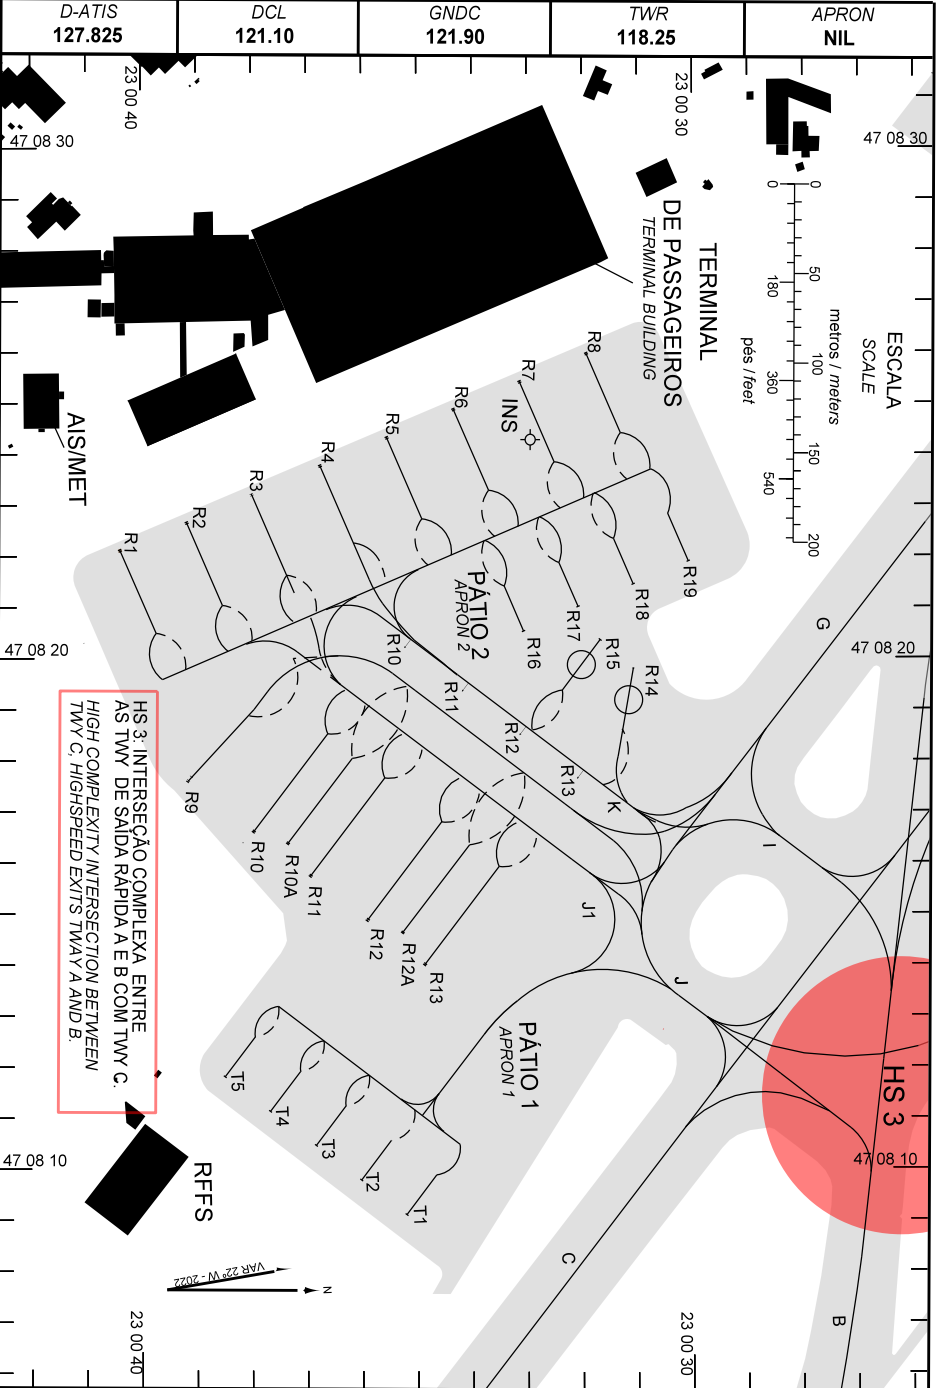 D-ATIS
127.825
DCL
121.10
GNDC
121.90
TWR
118.25
APRON
NIL
23 00 40
23 00 30
47 08 30
47 08 30
0
50
100
150
200
metros / meters
0
180
360
540
pés / feet
ESCALA
SCALE
TERMINAL
DE PASSAGEIROS
TERMINAL BUILDING
AIS/MET
INS
R8
R7
R6
R5
R4
R3
R2
R1
R19
R18
R17
R16
R15
R14
PÁTIO 2
APRON 2
R10
R11
R12
R13
K
G
I
47 08 20
47 08 20
R9
R10
R10A
R11
R12
R12A
R13
J1
J
HS 3: INTERSEÇÃO COMPLEXA ENTRE
AS TWY DE SAÍDA RÁPIDA A E B COM TWY C.
HIGH COMPLEXITY INTERSECTION BETWEEN
TWY C, HIGHSPEED EXITS TWAY A AND B.
PÁTIO 1
APRON 1
T5
T4
T3
T2
T1
HS 3
47 08 10
47 08 10
RFFS
C
B
VAR 22º W - 2022
N
23 00 40
23 00 30